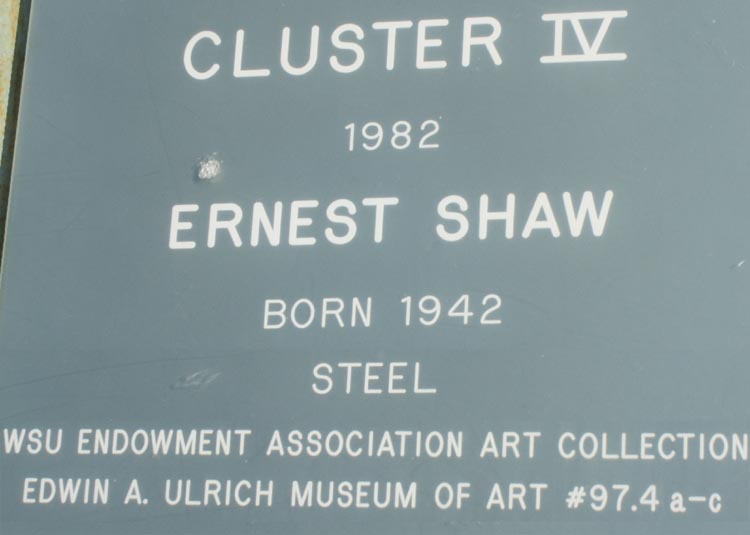 CLUSTER IV
1982
ERNEST SHAW
BORN 1942
STEEL
WSU ENDOWMENT ASSOCIATION ART COLLECTION
EDWIN A. ULRICH MUSEUM OF ART #97.4 a-c